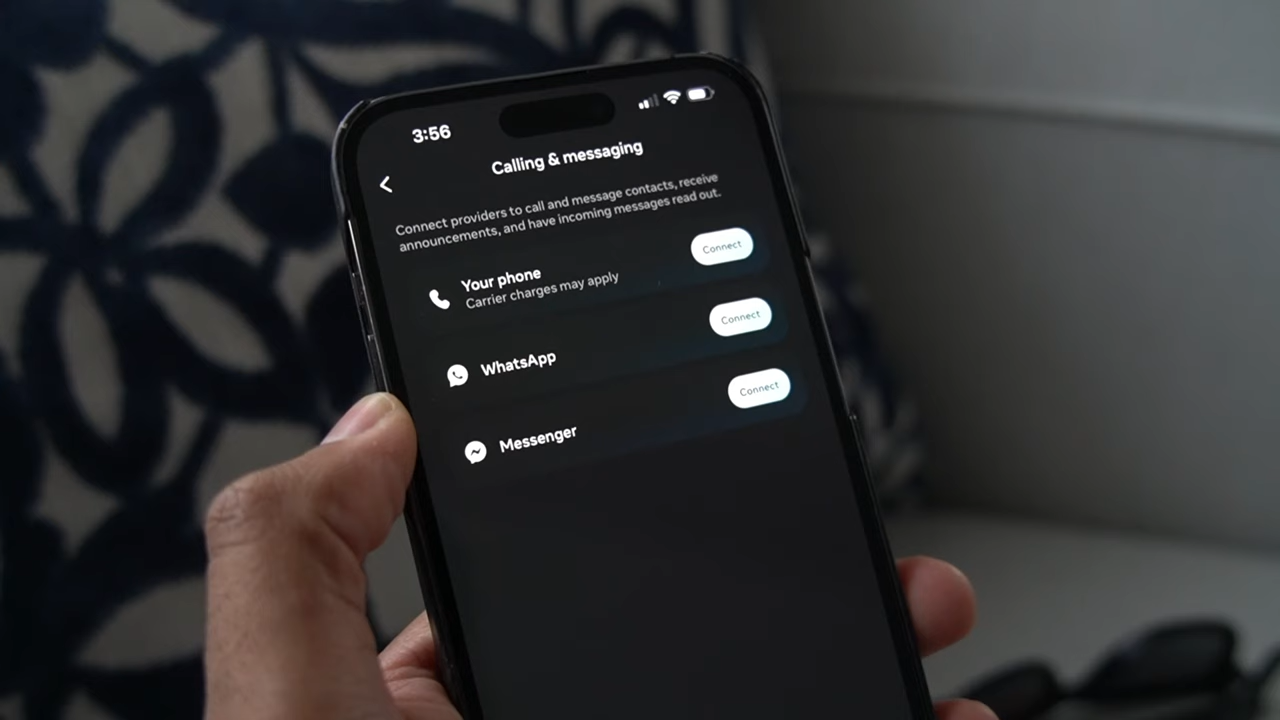 3:56
Calling & messaging
Connect providers to call and message contacts, receive
announcements, and have incoming messages read out.
Your phone
Carrier charges may apply
Connect
WhatsApp
Connect
Messenger
Connect